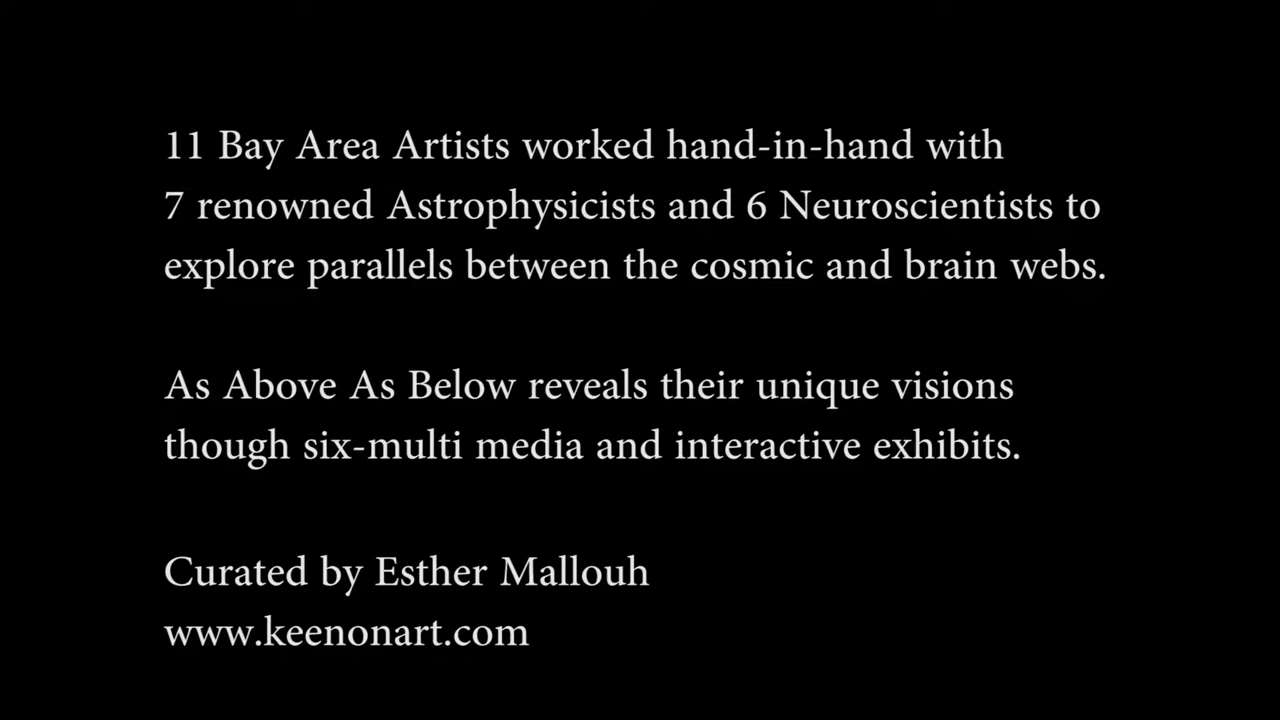 11 Bay Area Artists worked hand-in-hand with
7 renowned Astrophysicists and 6 Neuroscientists to
explore parallels between the cosmic and brain webs.
As Above As Below reveals their unique visions
though six-multi media and interactive exhibits.
Curated by Esther Mallouh
www.keenonart.com